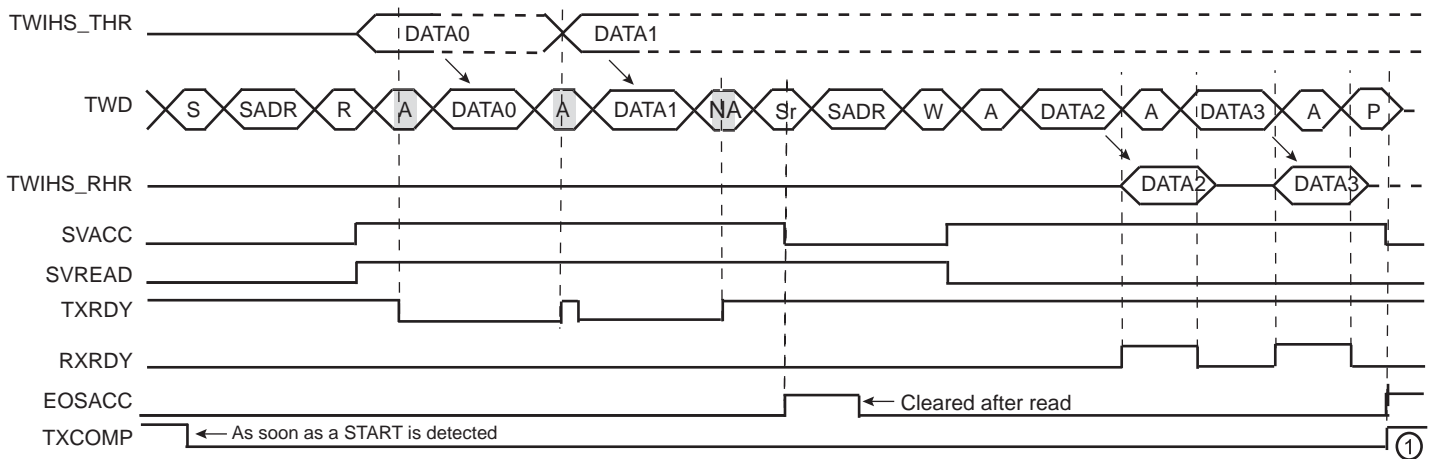 TWIHS_THR DATA0 DATA1
TWD S SADR R A DATA0 A DATA1 NA Sr SADR W A DATA2 A DATA3 A P
TWIHS_RHR DATA2 DATA3
SVACC
SVREAD
TXRDY
RXRDY
EOSACC Cleared after read
TXCOMP As soon as a START is detected 1